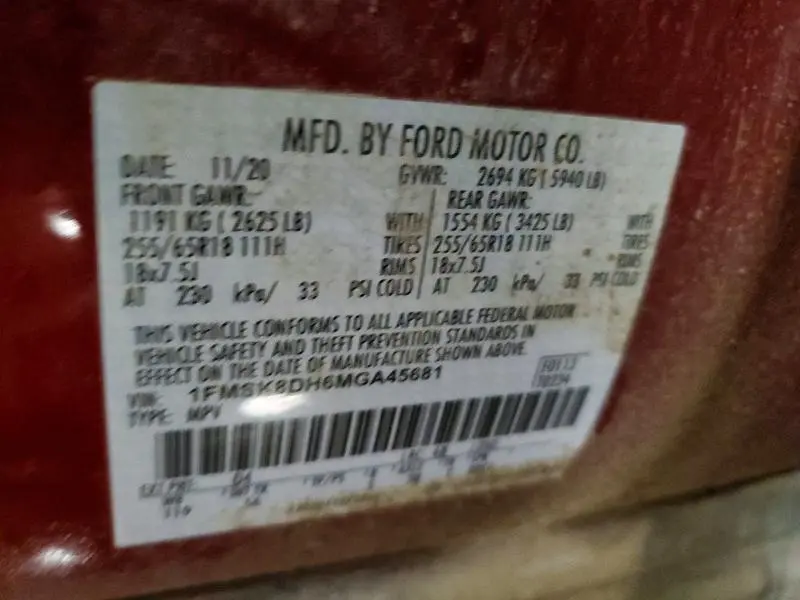 MFD. BY FORD MOTOR CO.
DATE: 11/20 GVWR: 2694 KG ( 5940 LB)
FRONT GAWR: REAR GAWR:
1191 KG ( 2625 LB) WITH 1554 KG ( 3425 LB) WITH
255/65R18 111H TIRES 255/65R18 111H TIRES
18x7.5J RIMS 18x7.5J RIMS
AT 230 kPa/ 33 PSI COLD AT 230 kPa/ 33 PSI COLD
THIS VEHICLE CONFORMS TO ALL APPLICABLE FEDERAL MOTOR
VEHICLE SAFETY AND THEFT PREVENTION STANDARDS IN
EFFECT ON THE DATE OF MANUFACTURE SHOWN ABOVE.
VIN: 1FMSK8DH6MGA45681
TYPE: MPV
EXT PNT: D4